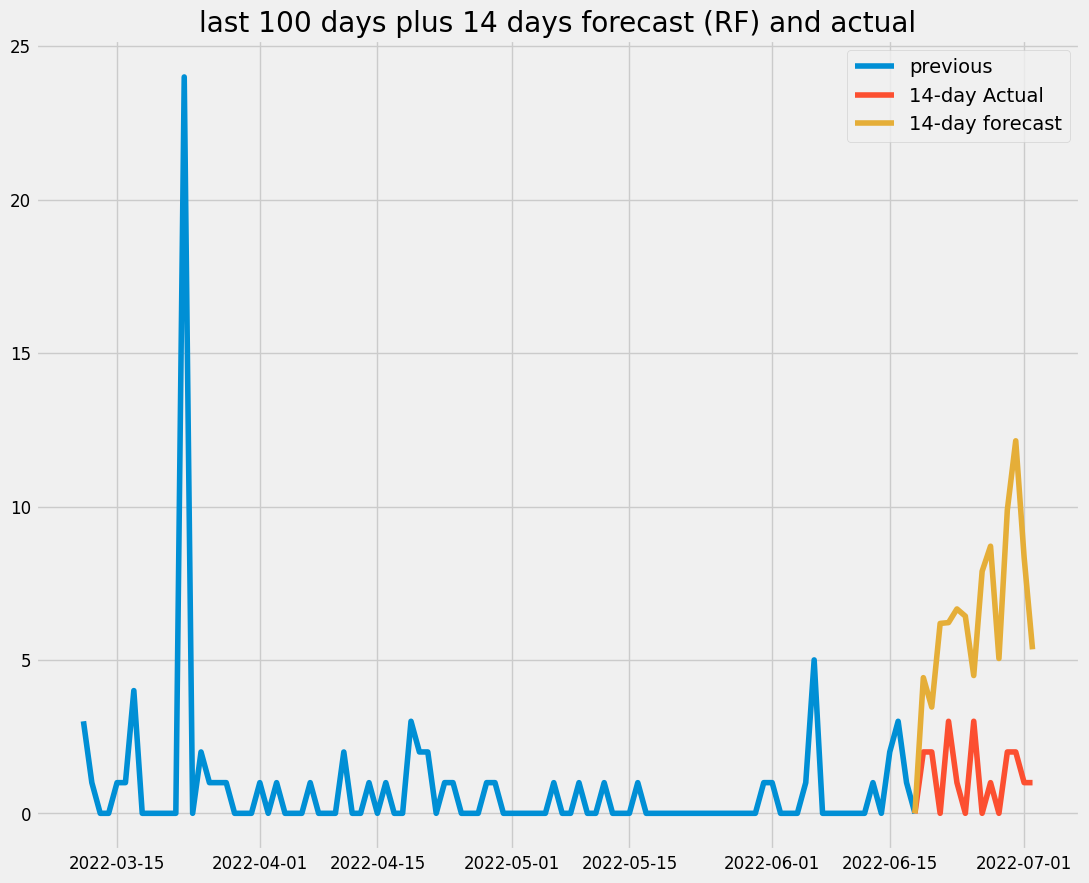 last 100 days plus 14 days forecast (RF) and actual
previous
14-day Actual
14-day forecast
25
20
15
10
5
0
2022-03-15 2022-04-01 2022-04-15 2022-05-01 2022-05-15 2022-06-01 2022-06-15 2022-07-01